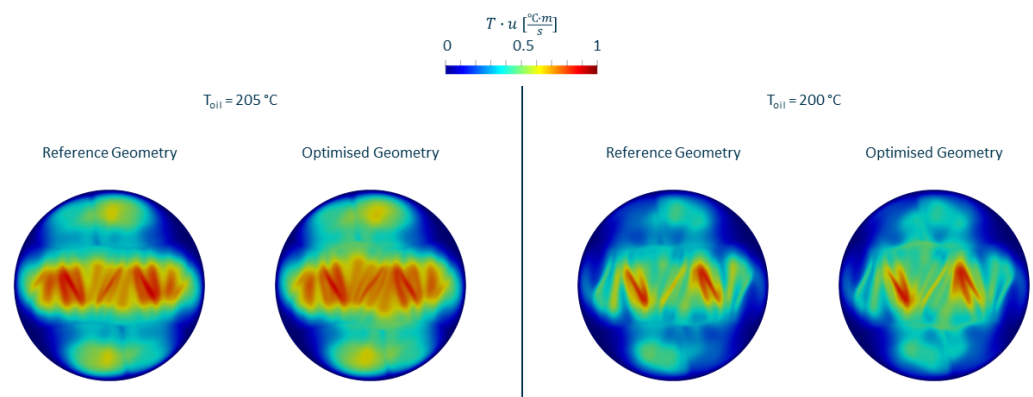 T · u [°C·m/s]
0 0.5 1
T_oil = 205 °C
T_oil = 200 °C
Reference Geometry Optimised Geometry Reference Geometry Optimised Geometry